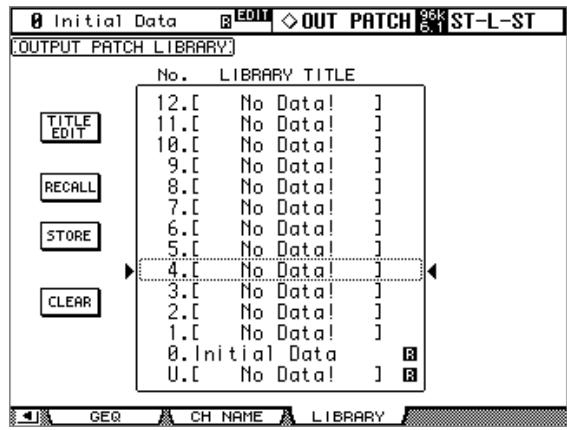 0 Initial Data R EDIT ◇OUT PATCH 96k 6.1 ST-L-ST
OUTPUT PATCH LIBRARY
No. LIBRARY TITLE
12.[ No Data! ]
TITLE EDIT 11.[ No Data! ]
10.[ No Data! ]
9.[ No Data! ]
RECALL 8.[ No Data! ]
7.[ No Data! ]
6.[ No Data! ]
STORE 5.[ No Data! ]
4.[ No Data! ]
CLEAR 3.[ No Data! ]
2.[ No Data! ]
1.[ No Data! ]
0.Initial Data R
U.[ No Data! ] R
GEQ CH NAME LIBRARY